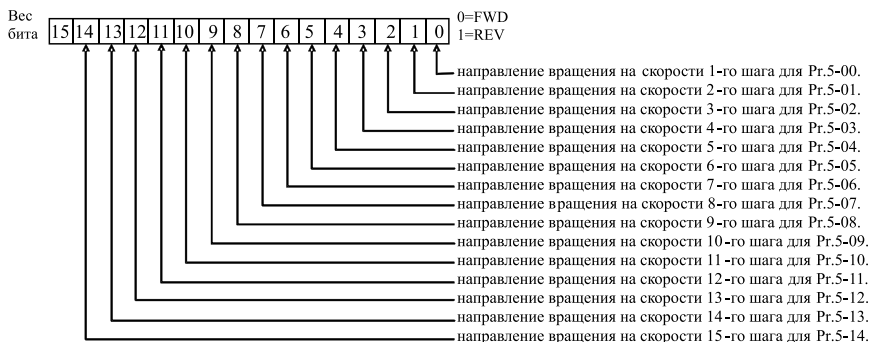 Вес
бита
15 14 13 12 11 10 9 8 7 6 5 4 3 2 1 0
0=FWD
1=REV
направление вращения на скорости 1-го шага для Pr.5-00.
направление вращения на скорости 2-го шага для Pr.5-01.
направление вращения на скорости 3-го шага для Pr.5-02.
направление вращения на скорости 4-го шага для Pr.5-03.
направление вращения на скорости 5-го шага для Pr.5-04.
направление вращения на скорости 6-го шага для Pr.5-05.
направление вращения на скорости 7-го шага для Pr.5-06.
направление вращения на скорости 8-го шага для Pr.5-07.
направление вращения на скорости 9-го шага для Pr.5-08.
направление вращения на скорости 10-го шага для Pr.5-09.
направление вращения на скорости 11-го шага для Pr.5-10.
направление вращения на скорости 12-го шага для Pr.5-11.
направление вращения на скорости 13-го шага для Pr.5-12.
направление вращения на скорости 14-го шага для Pr.5-13.
направление вращения на скорости 15-го шага для Pr.5-14.